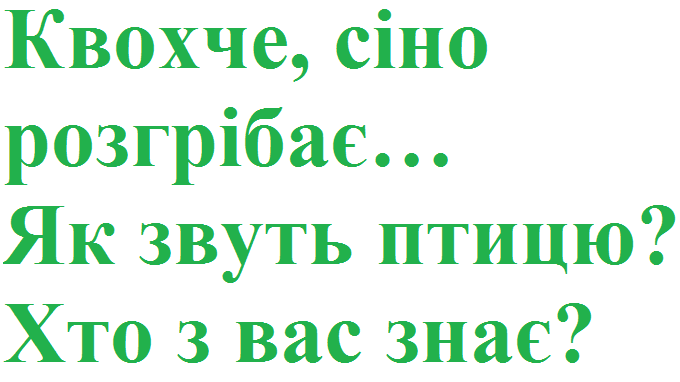 Квохче, сіно
розгрібає…
Як звуть птицю?
Хто з вас знає?